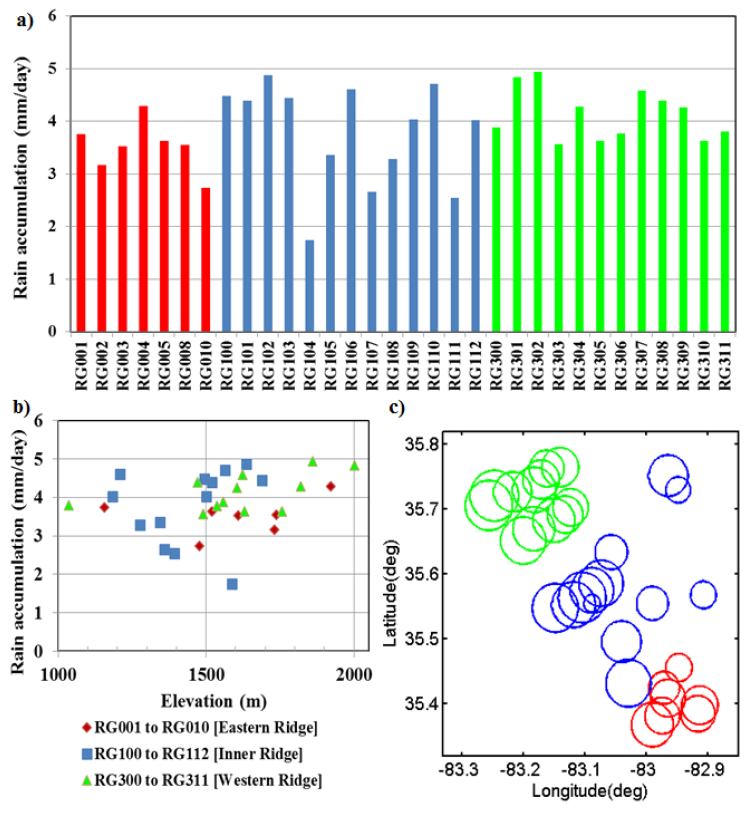 a)
Rain accumulation (mm/day)
6
5
4
3
2
1
0
RG001
RG002
RG003
RG004
RG005
RG008
RG010
RG100
RG101
RG102
RG103
RG104
RG105
RG106
RG107
RG108
RG109
RG110
RG111
RG112
RG300
RG301
RG302
RG303
RG304
RG305
RG306
RG307
RG308
RG309
RG310
RG311
b)
Rain accumulation (mm/day)
6
5
4
3
2
1
0
1000 1500 2000
Elevation (m)
RG001 to RG010 [Eastern Ridge]
RG100 to RG112 [Inner Ridge]
RG300 to RG311 [Western Ridge]
c)
Latitude(deg)
35.8
35.7
35.6
35.5
35.4
-83.3 -83.2 -83.1 -83 -82.9
Longitude(deg)